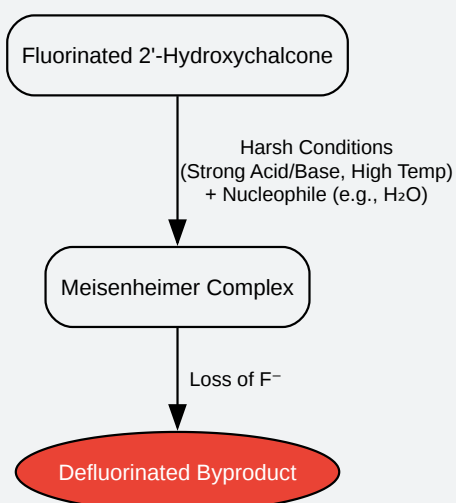 Fluorinated 2'-Hydroxychalcone
Harsh Conditions
(Strong Acid/Base, High Temp)
+ Nucleophile (e.g., H₂O)
Meisenheimer Complex
Loss of F⁻
Defluorinated Byproduct